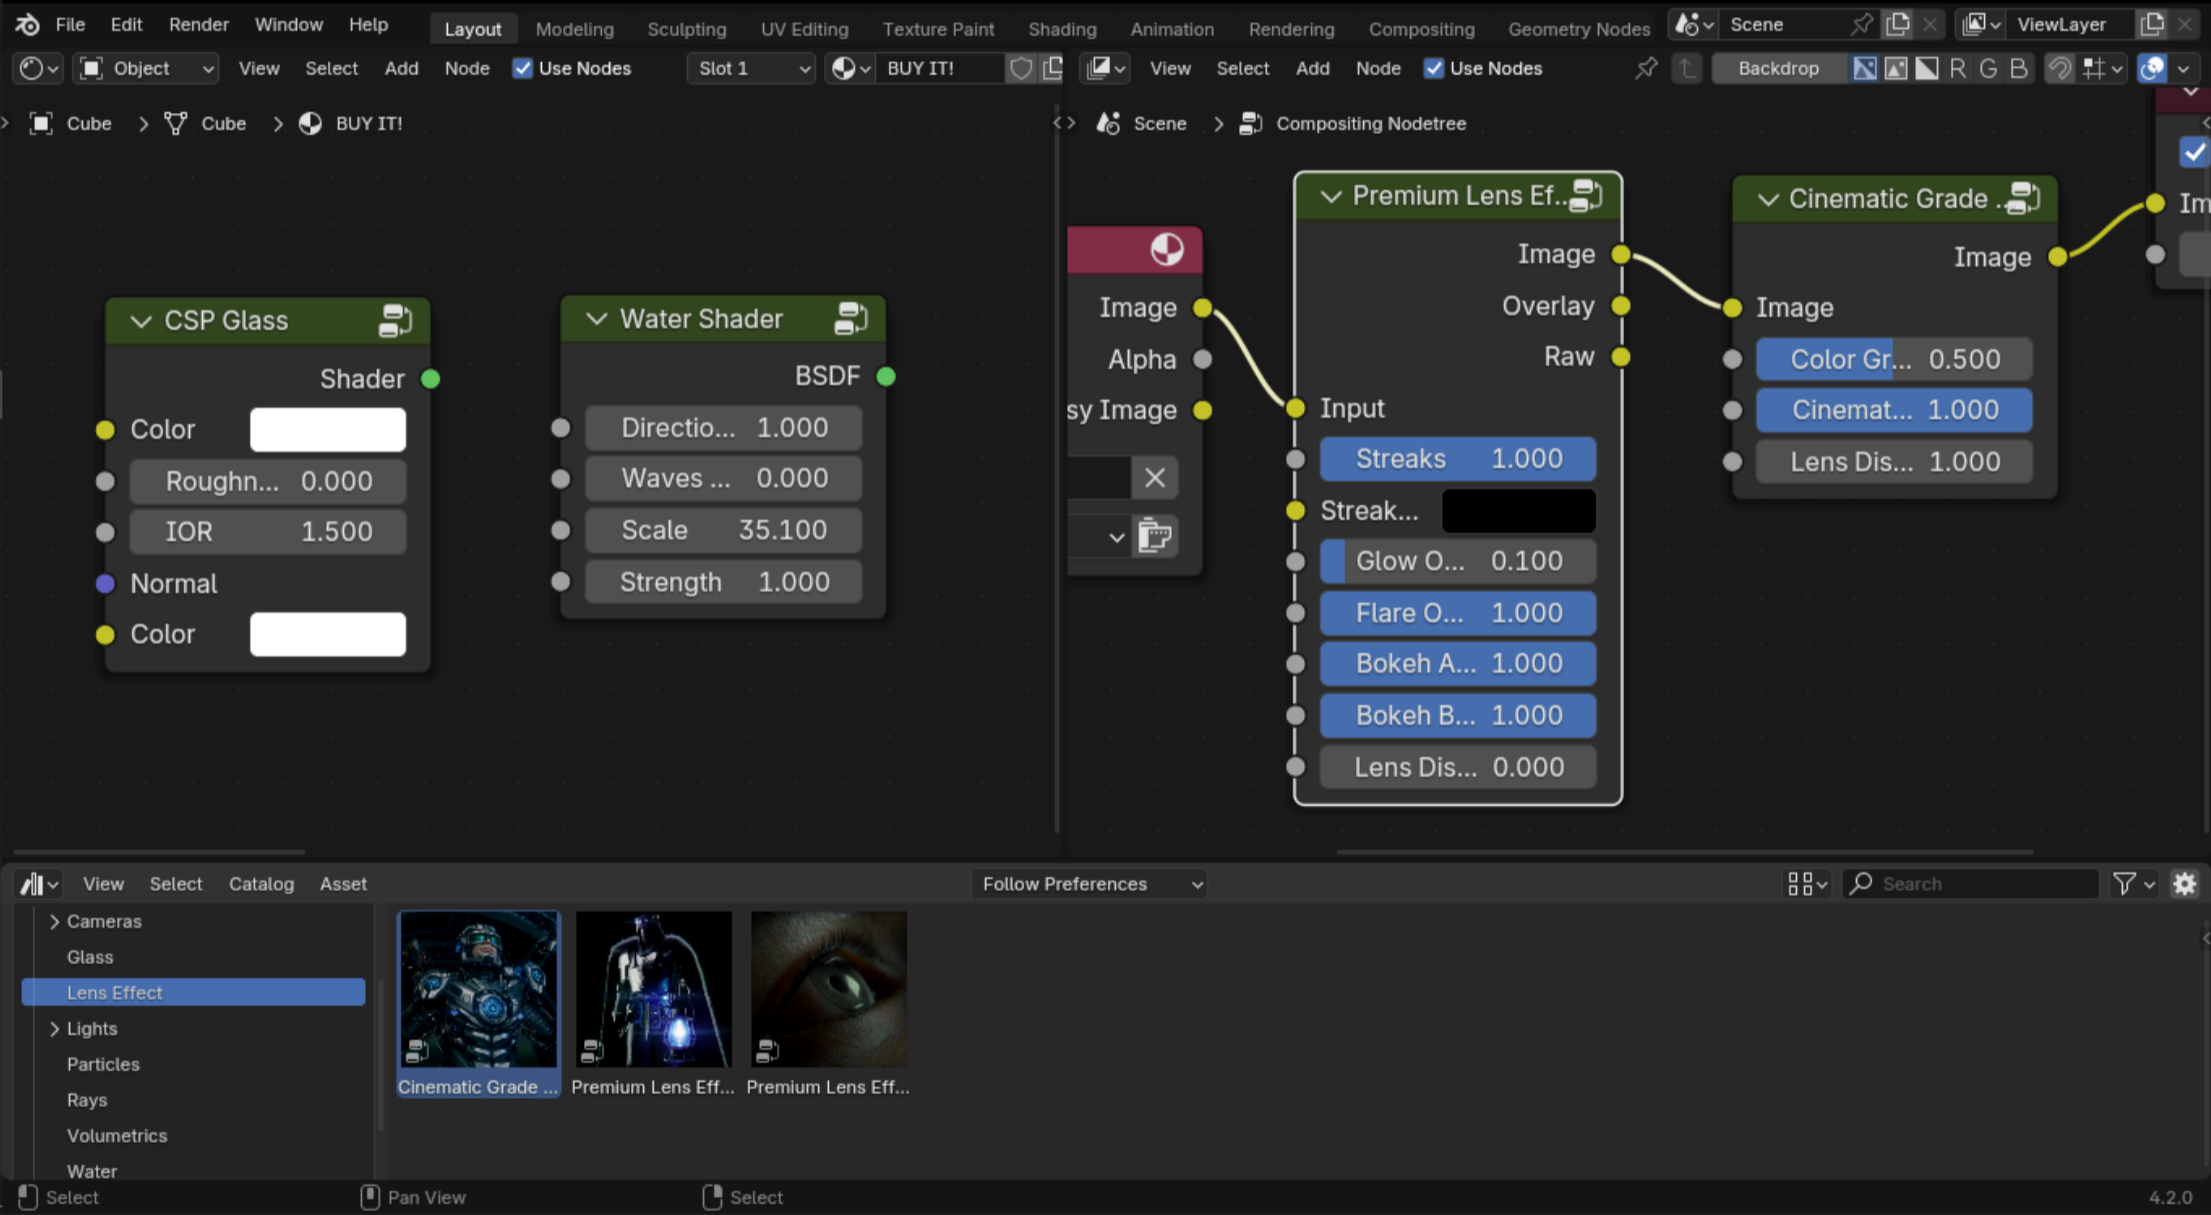 File Edit Render Window Help Layout Modeling Sculpting UV Editing Texture Paint Shading Animation Rendering Compositing Geometry Nodes Scene ViewLayer
Object View Select Add Node Use Nodes Slot 1 BUY IT!
View Select Add Node Use Nodes Backdrop R G B
Cube Cube BUY IT!
Scene Compositing Nodetree
CSP Glass
Shader
Color
Roughn... 0.000
IOR 1.500
Normal
Color
Water Shader
BSDF
Directio... 1.000
Waves ... 0.000
Scale 35.100
Strength 1.000
Image
Alpha
sy Image
Premium Lens Ef...
Image
Overlay
Raw
Input
Streaks 1.000
Streak...
Glow O... 0.100
Flare O... 1.000
Bokeh A... 1.000
Bokeh B... 1.000
Lens Dis... 0.000
Cinematic Grade ...
Image
Image
Color Gr... 0.500
Cinemat... 1.000
Lens Dis... 1.000
Im
View Select Catalog Asset Follow Preferences Search
Cameras
Glass
Lens Effect
Lights
Particles
Rays
Volumetrics
Water
Cinematic Grade ... Premium Lens Eff... Premium Lens Eff...
Select Pan View Select 4.2.0